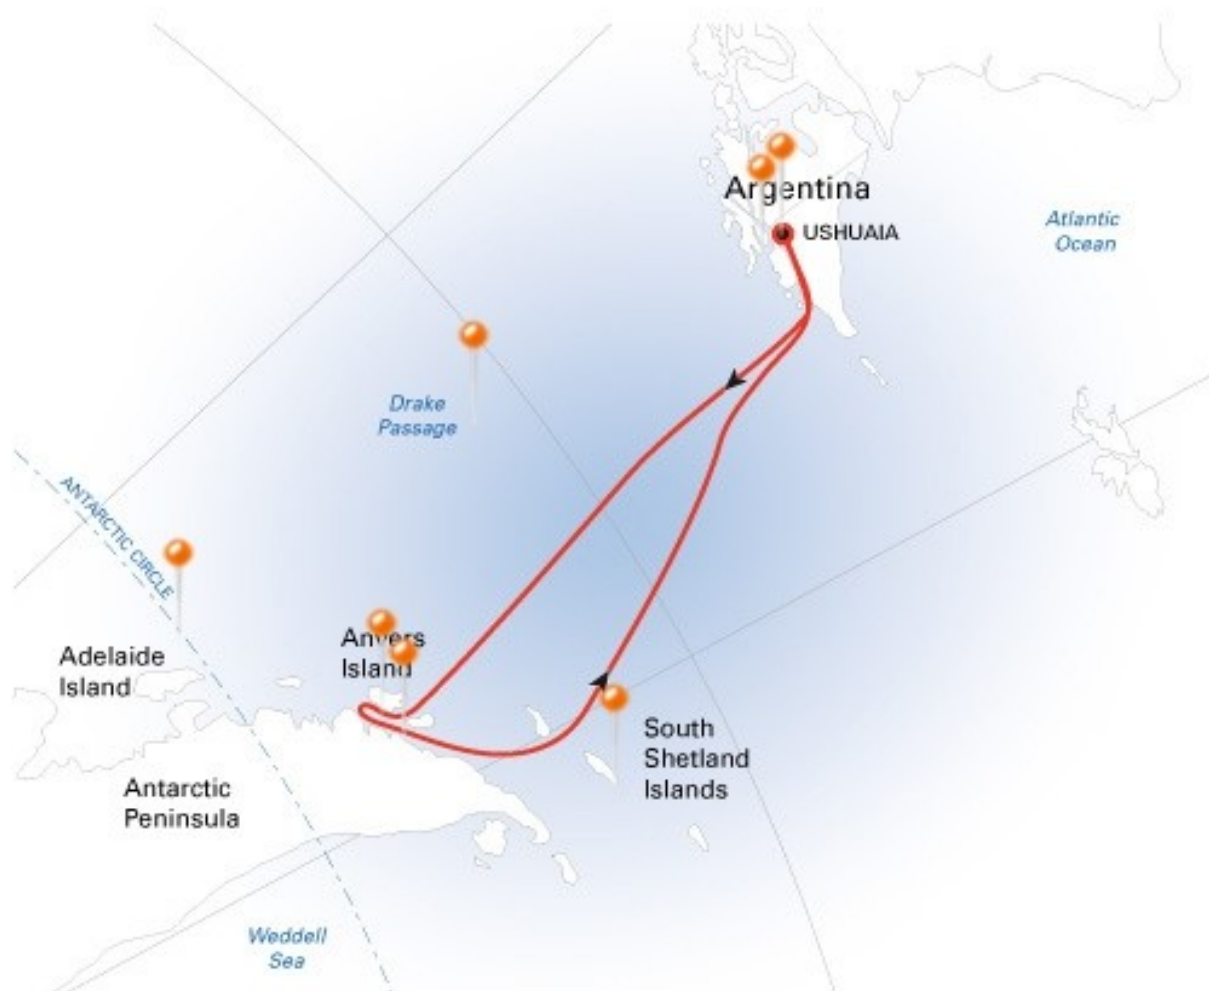 Argentina
USHUAIA
Atlantic
Ocean
Drake
Passage
ANTARCTIC CIRCLE
Anvers
Island
Adelaide
Island
South
Shetland
Islands
Antarctic
Peninsula
Weddell
Sea